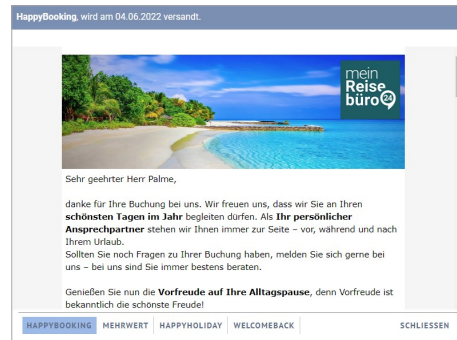 HappyBooking, wird am 04.06.2022 versandt.
mein
Reise
büro24
Sehr geehrter Herr Palme,
danke für Ihre Buchung bei uns. Wir freuen uns, dass wir Sie an Ihren
schönsten Tagen im Jahr begleiten dürfen. Als Ihr persönlicher
Ansprechpartner stehen wir Ihnen immer zur Seite – vor, während und nach
Ihrem Urlaub.
Sollten Sie noch Fragen zu Ihrer Buchung haben, melden Sie sich gerne bei
uns – bei uns sind Sie immer bestens beraten.
Genießen Sie nun die Vorfreude auf Ihre Alltagspause, denn Vorfreude ist
bekanntlich die schönste Freude!
HAPPYBOOKING MEHRWERT HAPPYHOLIDAY WELCOMEBACK SCHLIESSEN